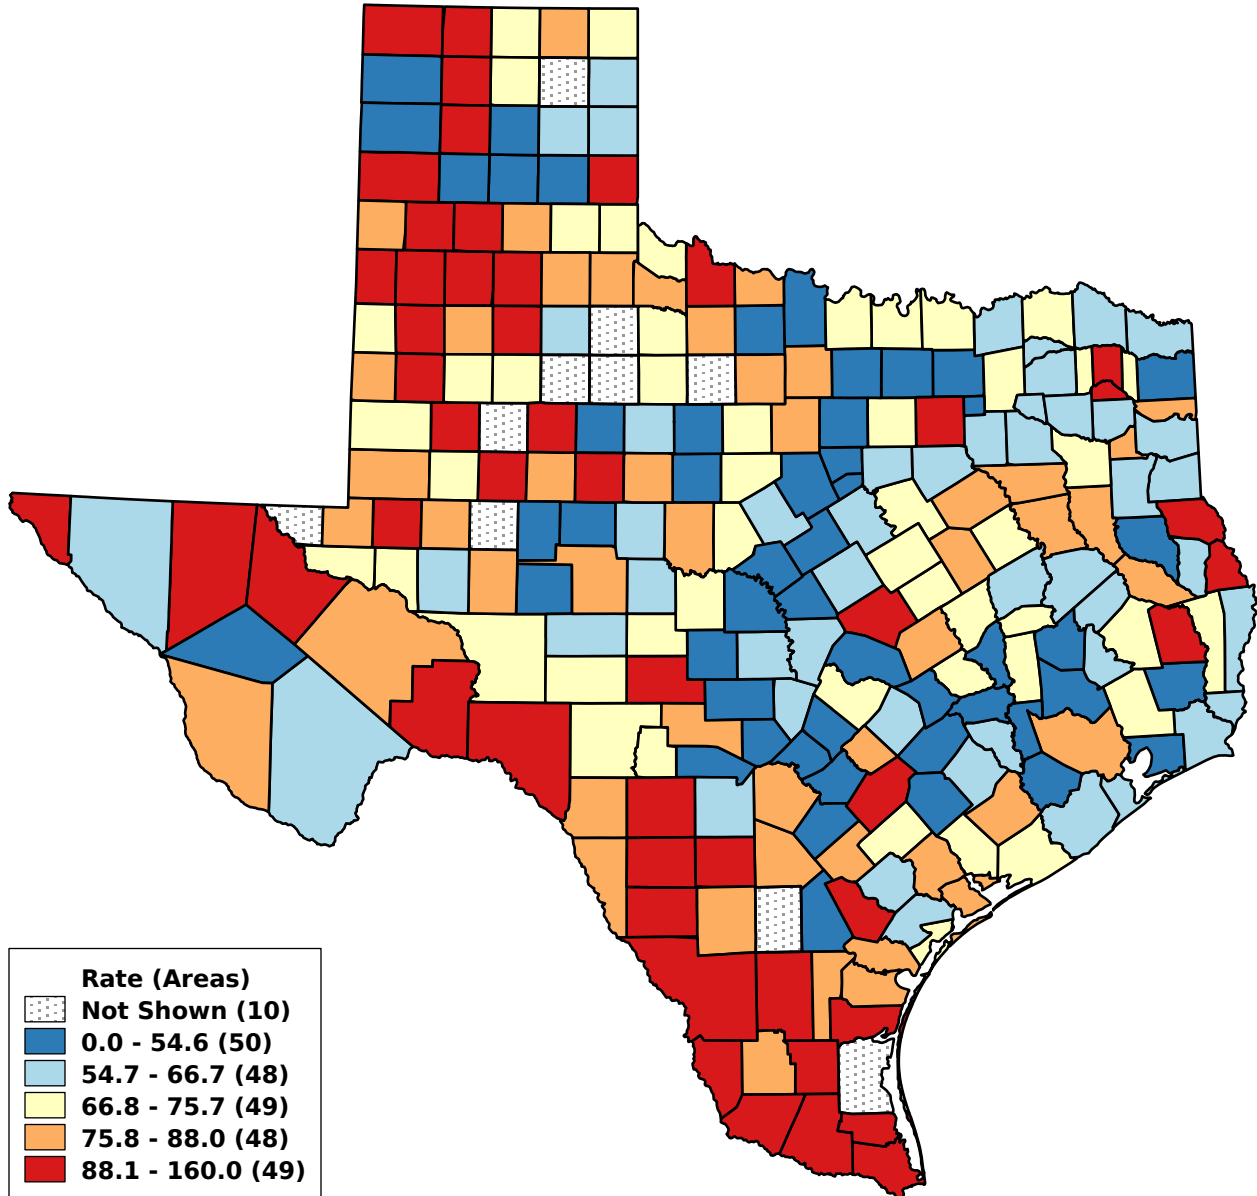 Rate (Areas)
Not Shown (10)
0.0 - 54.6 (50)
54.7 - 66.7 (48)
66.8 - 75.7 (49)
75.8 - 88.0 (48)
88.1 - 160.0 (49)